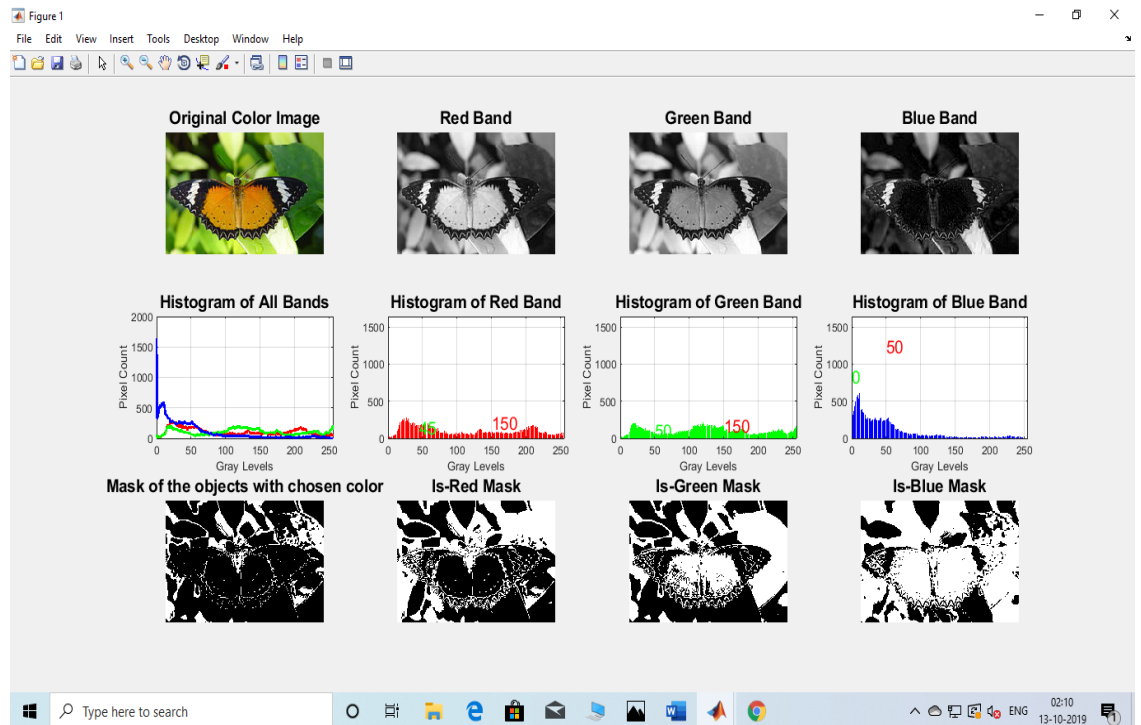 Figure 1
File Edit View Insert Tools Desktop Window Help
Original Color Image
Red Band
Green Band
Blue Band
Histogram of All Bands
2000
1500
1000
500
0
Pixel Count
0 50 100 150 200 250
Gray Levels
Histogram of Red Band
1500
1000
500
0
Pixel Count
150
0 50 100 150 200 250
Gray Levels
Histogram of Green Band
1500
1000
500
0
Pixel Count
50
150
0 50 100 150 200 250
Gray Levels
Histogram of Blue Band
1500
1000
500
0
Pixel Count
50
0
0 50 100 150 200 250
Gray Levels
Mask of the objects with chosen color
Is-Red Mask
Is-Green Mask
Is-Blue Mask
Type here to search
ENG
02:10
13-10-2019
1